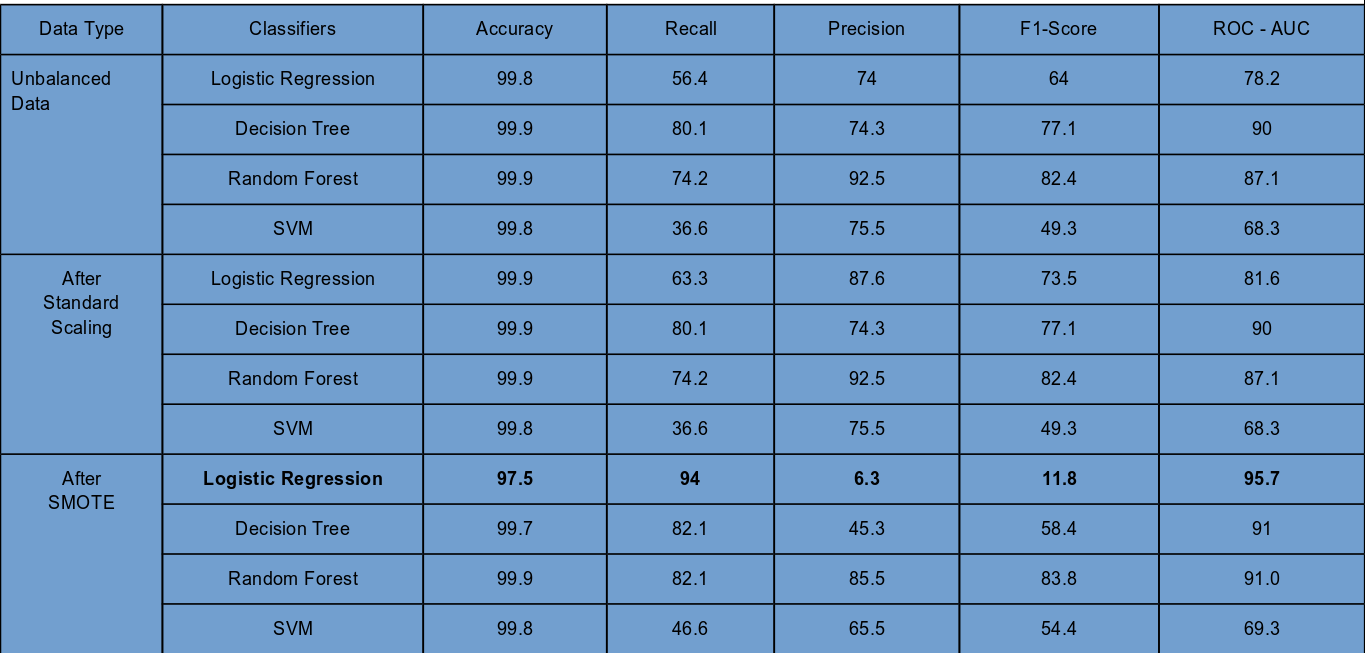 Data Type Classifiers Accuracy Recall Precision F1-Score ROC - AUC
Unbalanced Data Logistic Regression 99.8 56.4 74 64 78.2
Decision Tree 99.9 80.1 74.3 77.1 90
Random Forest 99.9 74.2 92.5 82.4 87.1
SVM 99.8 36.6 75.5 49.3 68.3
After Standard Scaling Logistic Regression 99.9 63.3 87.6 73.5 81.6
Decision Tree 99.9 80.1 74.3 77.1 90
Random Forest 99.9 74.2 92.5 82.4 87.1
SVM 99.8 36.6 75.5 49.3 68.3
After SMOTE Logistic Regression 97.5 94 6.3 11.8 95.7
Decision Tree 99.7 82.1 45.3 58.4 91
Random Forest 99.9 82.1 85.5 83.8 91.0
SVM 99.8 46.6 65.5 54.4 69.3